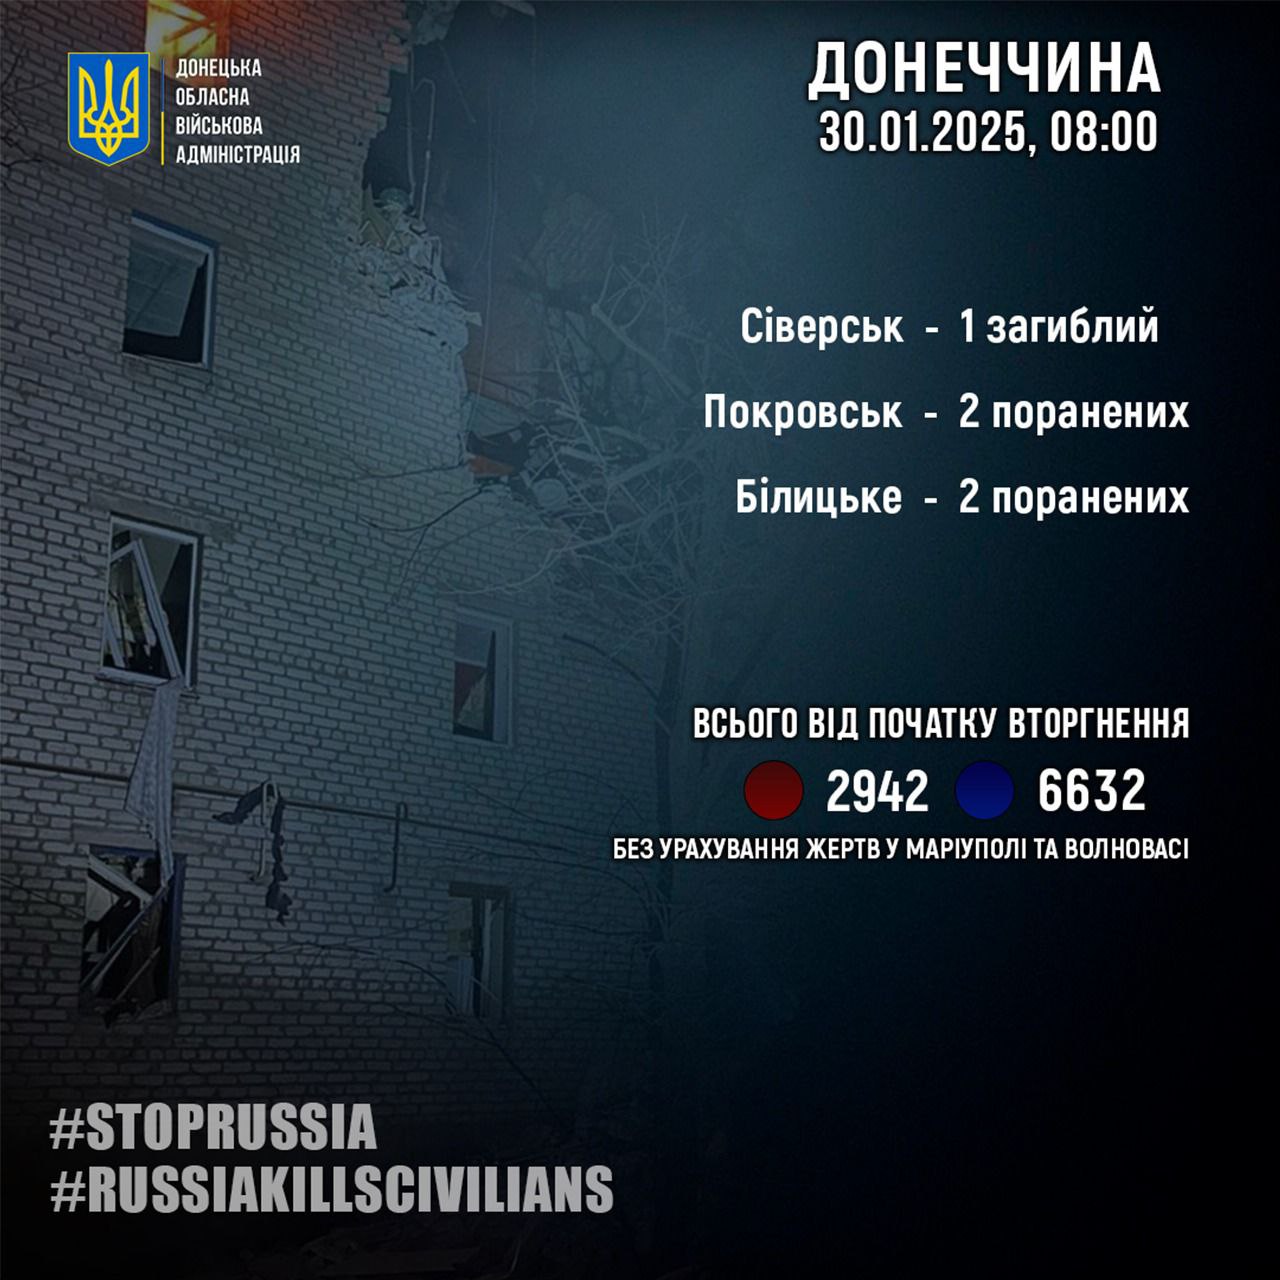 ДОНЕЦЬКА
ОБЛАСНА
ВІЙСЬКОВА
АДМІНІСТРАЦІЯ
ДОНЕЧЧИНА
30.01.2025, 08:00
Сіверськ - 1 загиблий
Покровськ - 2 поранених
Білицьке - 2 поранених
ВСЬОГО ВІД ПОЧАТКУ ВТОРГНЕННЯ
2942 6632
БЕЗ УРАХУВАННЯ ЖЕРТВ У МАРІУПОЛІ ТА ВОЛНОВАСІ
#STOPRUSSIA
#RUSSIAKILLSCIVILIANS